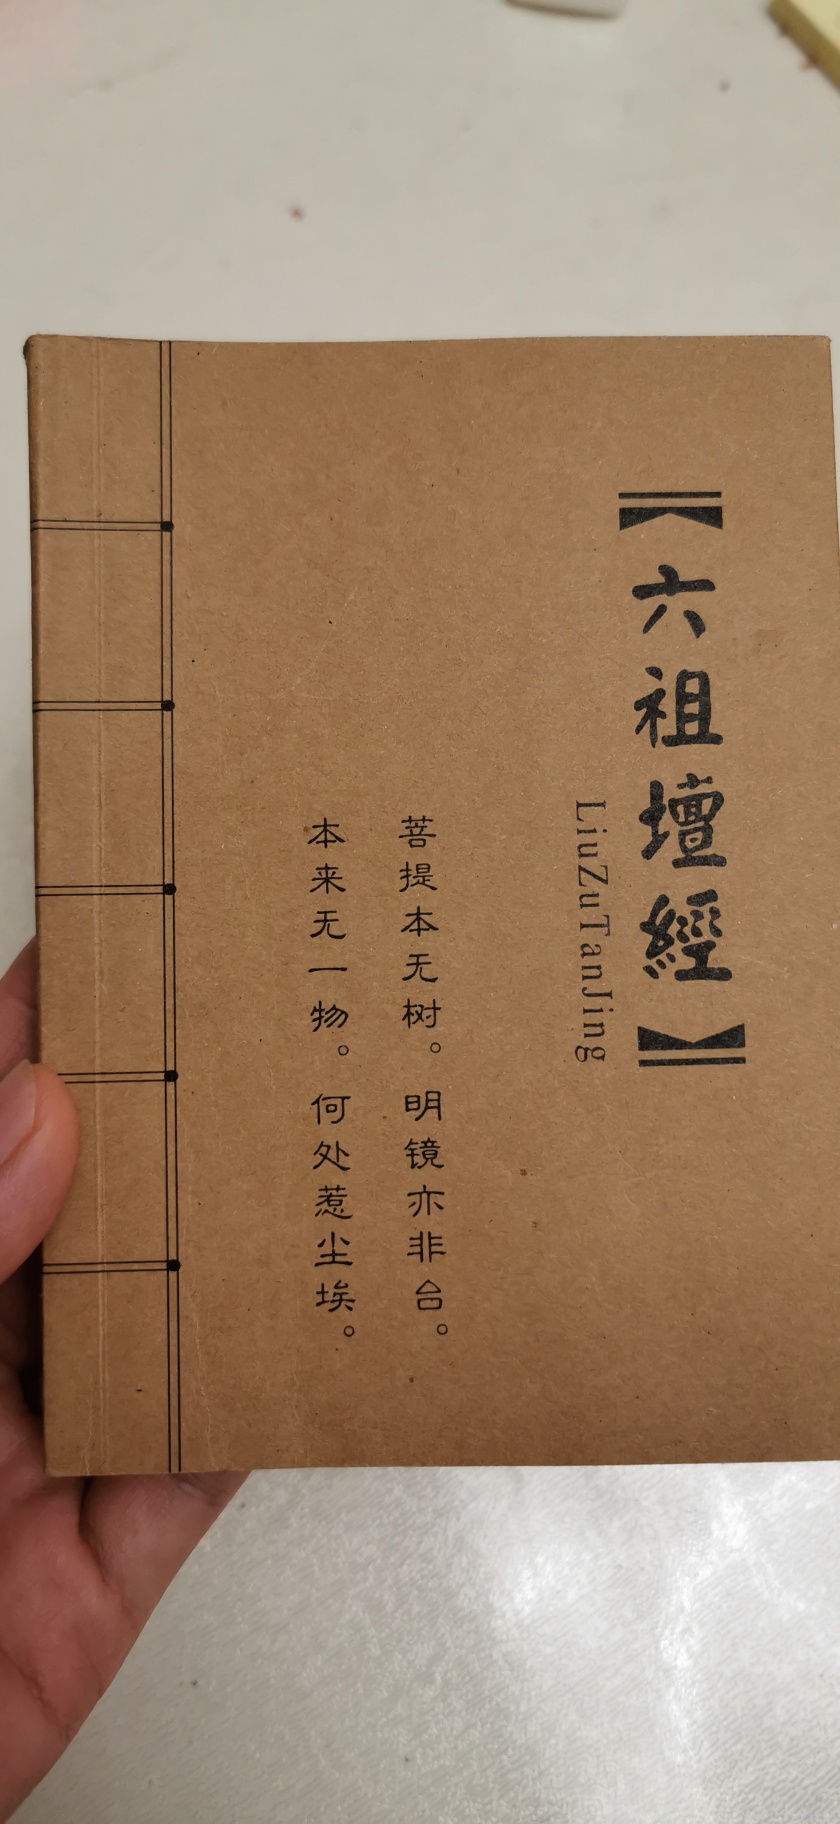 【六祖壇經】
LiuZuTanJing
菩提本无树。明镜亦非台。
本来无一物。何处惹尘埃。